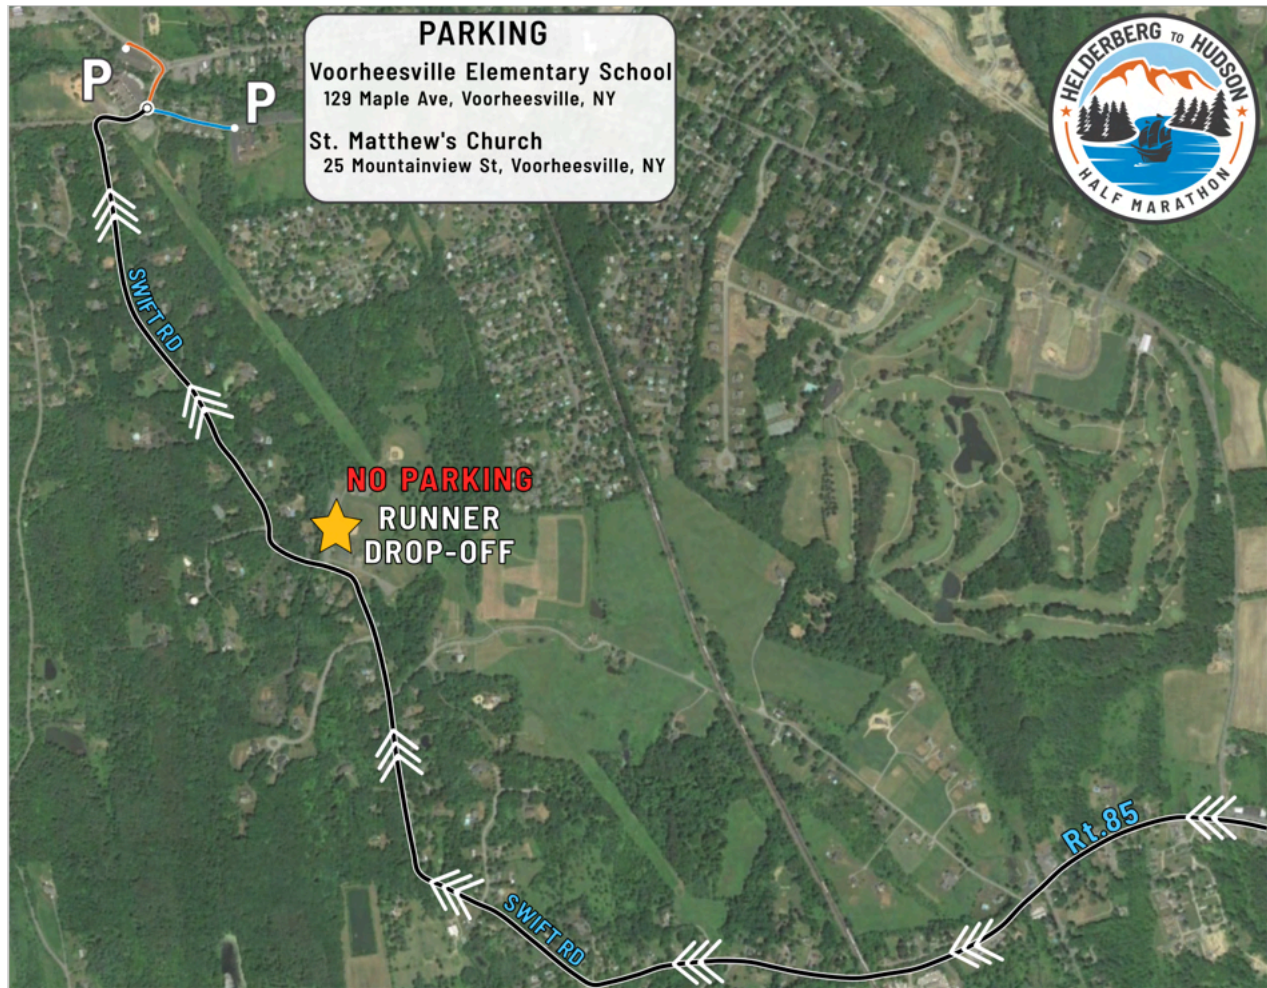 PARKING
Voorheesville Elementary School
129 Maple Ave, Voorheesville, NY
St. Matthew's Church
25 Mountainview St, Voorheesville, NY
HELDERBERG TO HUDSON
HALF MARATHON
P
P
SWIFT RD
NO PARKING
RUNNER
DROP-OFF
Rt.85
SWIFT RD